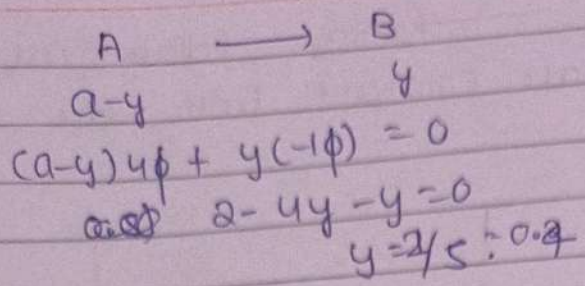 A ⟶ B
a-y y
(a-y)4ϕ + y(-1ϕ) = 0
2-4y-y=0
y=2/5=0.4